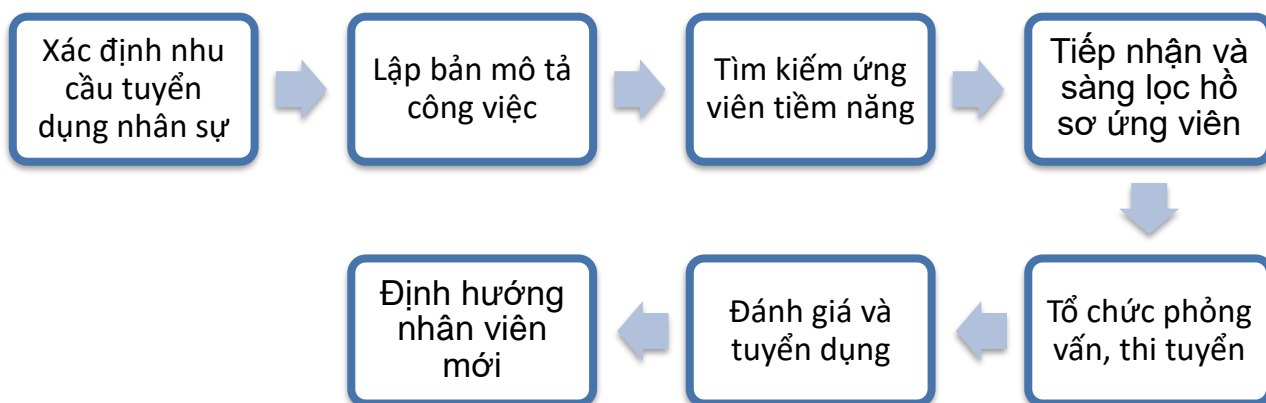 Xác định nhu
cầu tuyển
dụng nhân sự
Lập bản mô tả
công việc
Tìm kiếm ứng
viên tiềm năng
Tiếp nhận và
sàng lọc hồ
sơ ứng viên
Tổ chức phỏng
vấn, thi tuyển
Đánh giá và
tuyển dụng
Định hướng
nhân viên
mới